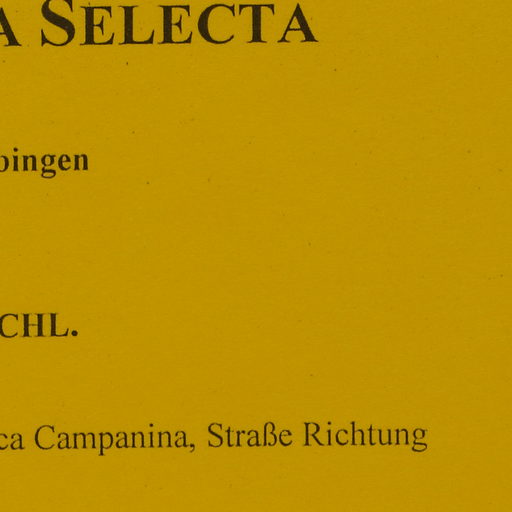 A SELECTA
bingen
CHL.
ca Campanina, Straße Richtung